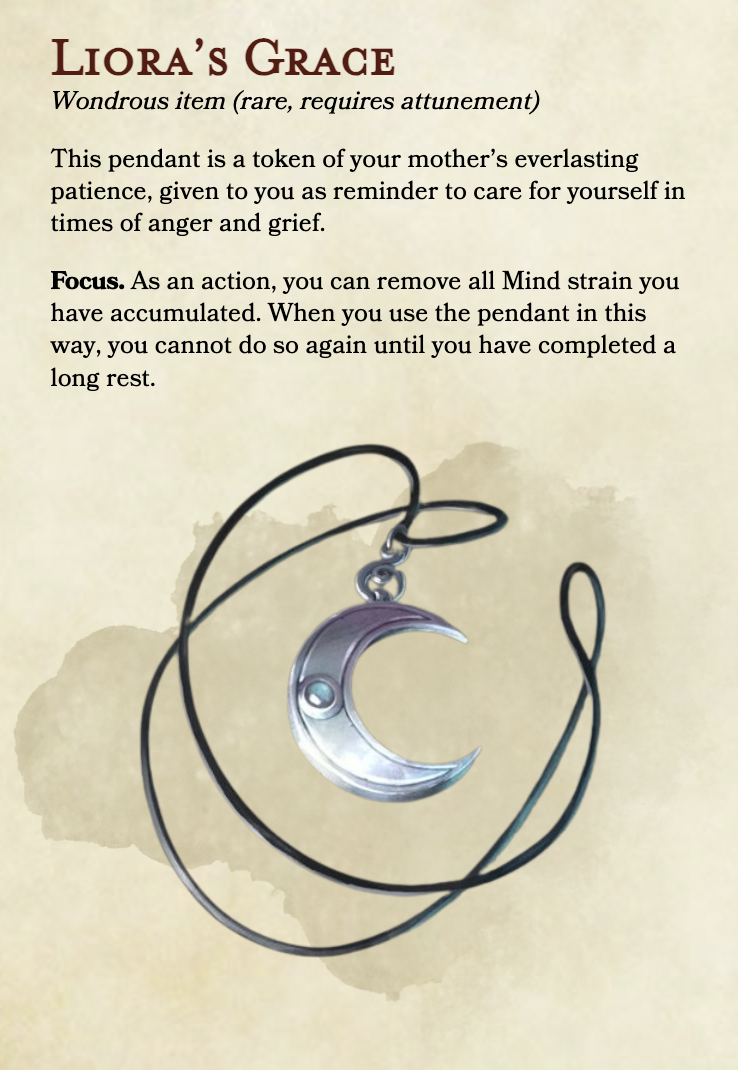 Liora’s Grace
Wondrous item (rare, requires attunement)
This pendant is a token of your mother’s everlasting
patience, given to you as reminder to care for yourself in
times of anger and grief.
Focus. As an action, you can remove all Mind strain you
have accumulated. When you use the pendant in this
way, you cannot do so again until you have completed a
long rest.